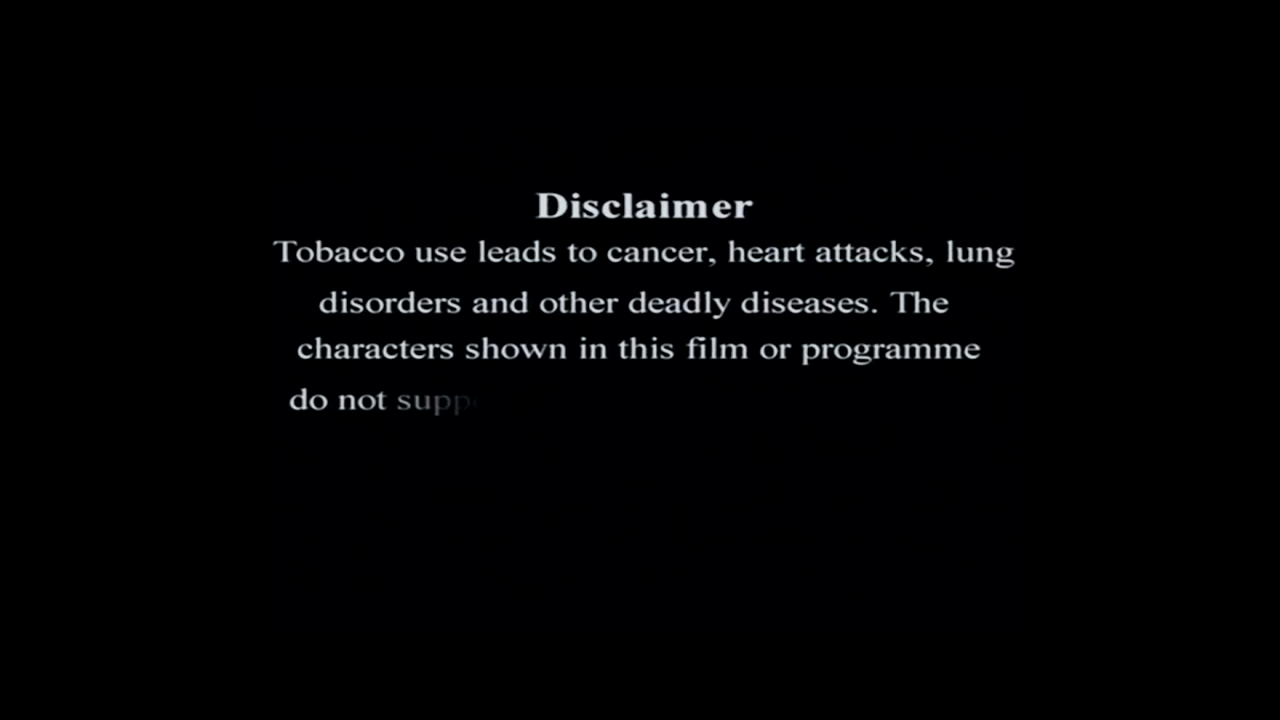 Disclaimer
Tobacco use leads to cancer, heart attacks, lung
disorders and other deadly diseases. The
characters shown in this film or programme
do not